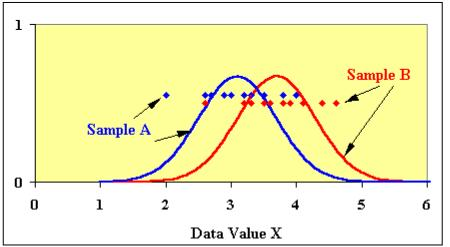 1
Sample B
Sample A
0
0 1 2 3 4 5 6
Data Value X